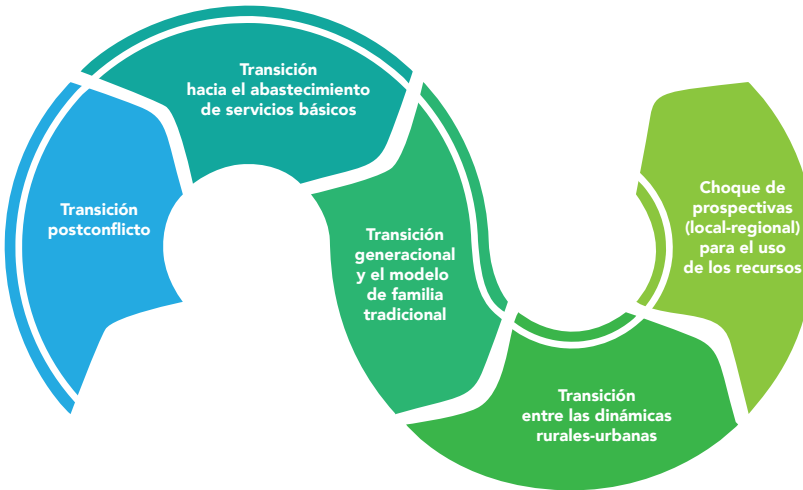 Transición
postconflicto
Transición
hacia el abastecimiento
de servicios básicos
Transición
generacional
y el modelo
de familia
tradicional
Transición
entre las dinámicas
rurales-urbanas
Choque de
prospectivas
(local-regional)
para el uso
de los recursos